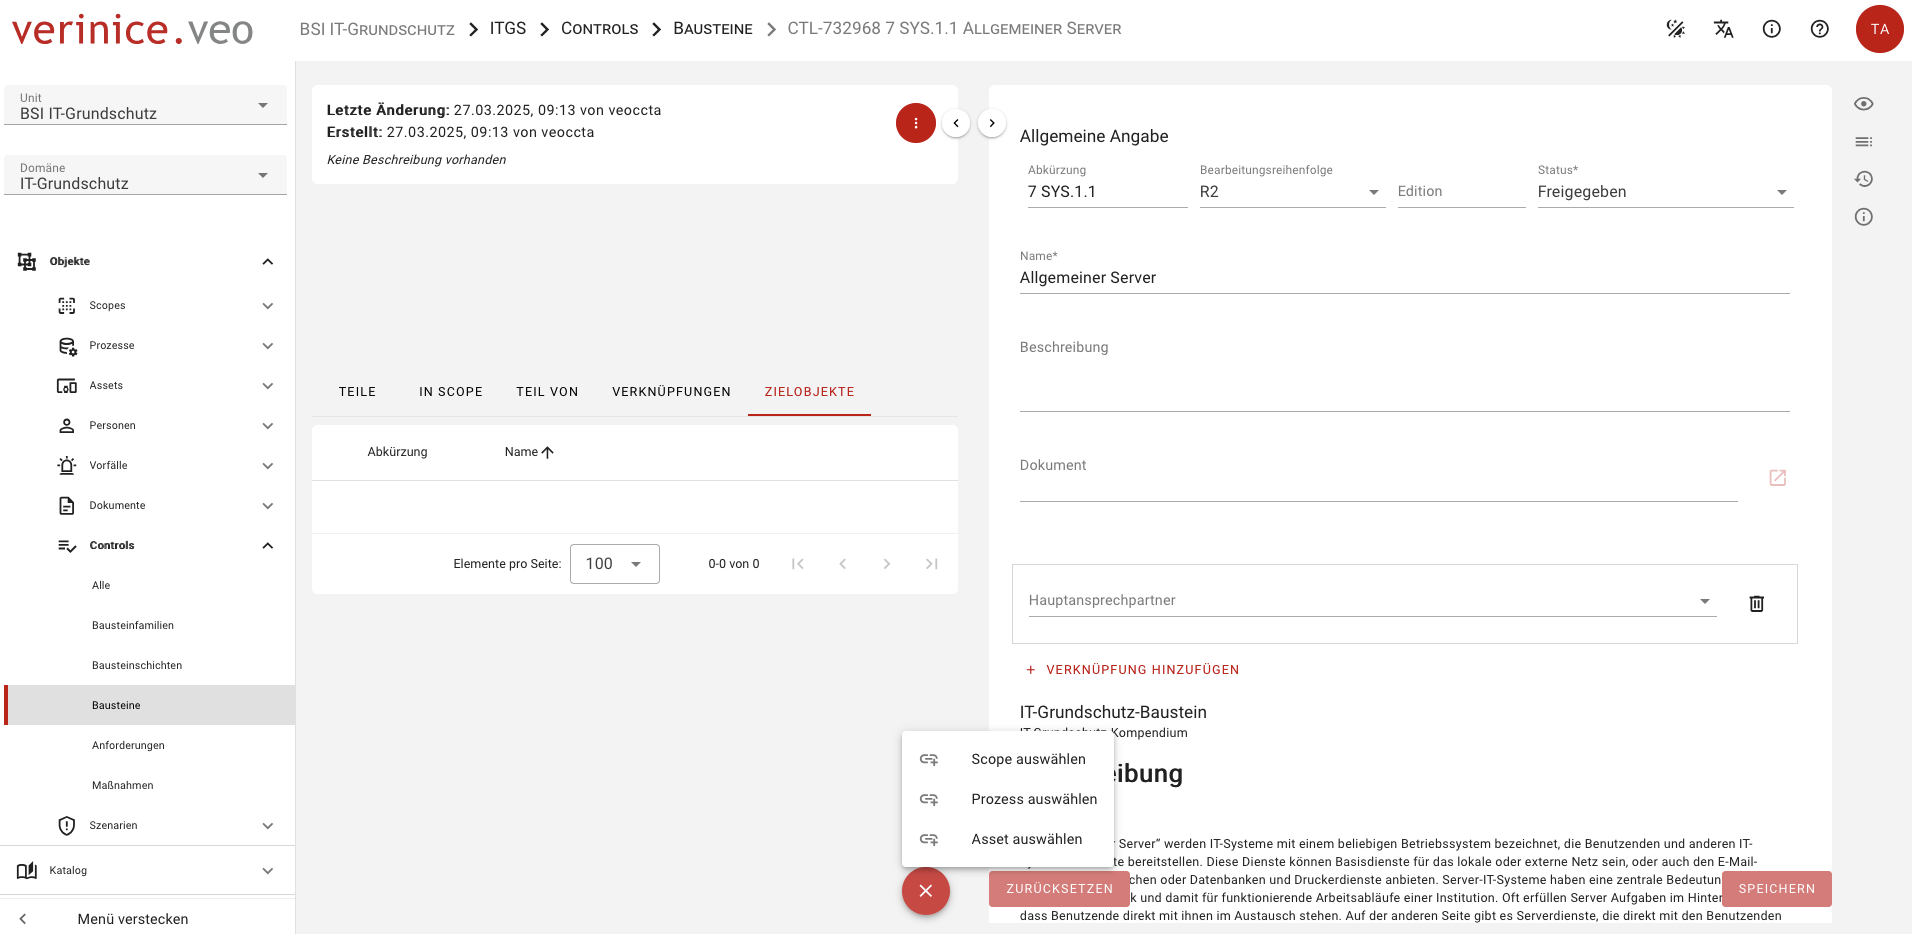 verinice.veo
BSI IT-Grundschutz ITGS Controls Bausteine CTL-732968 7 SYS.1.1 Allgemeiner Server
TA
Unit
BSI IT-Grundschutz
Domäne
IT-Grundschutz
Objekte
Scopes
Prozesse
Assets
Personen
Vorfälle
Dokumente
Controls
Alle
Bausteinfamilien
Bausteinschichten
Bausteine
Anforderungen
Maßnahmen
Szenarien
Katalog
Menü verstecken
Letzte Änderung: 27.03.2025, 09:13 von veoccta
Erstellt: 27.03.2025, 09:13 von veoccta
Keine Beschreibung vorhanden
TEILE IN SCOPE TEIL VON VERKNÜPFUNGEN ZIELOBJEKTE
Abkürzung Name
Elemente pro Seite: 100 0-0 von 0
Scope auswählen
Prozess auswählen
Asset auswählen
Allgemeine Angabe
Abkürzung Bearbeitungsreihenfolge Status*
7 SYS.1.1 R2 Edition Freigegeben
Name*
Allgemeiner Server
Beschreibung
Dokument
Hauptansprechpartner
+ VERKNÜPFUNG HINZUFÜGEN
IT-Grundschutz-Baustein
Kompendium
eibung
Server“ werden IT-Systeme mit einem beliebigen Betriebssystem bezeichnet, die Benutzenden und anderen IT-
te bereitstellen. Diese Dienste können Basisdienste für das lokale oder externe Netz sein, oder auch den E-Mail-
chen oder Datenbanken und Druckerdienste anbieten. Server-IT-Systeme haben eine zentrale Bedeutun
k und damit für funktionierende Arbeitsabläufe einer Institution. Oft erfüllen Server Aufgaben im Hinter
dass Benutzende direkt mit ihnen im Austausch stehen. Auf der anderen Seite gibt es Serverdienste, die direkt mit den Benutzenden
ZURÜCKSETZEN SPEICHERN